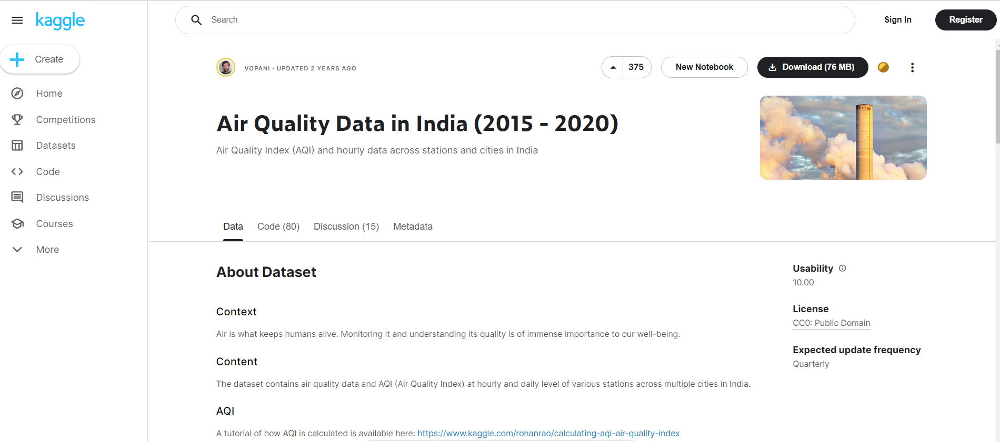 kaggle
Search
Sign In
Register
Create
Home
Competitions
Datasets
Code
Discussions
Courses
More
VOPANI · UPDATED 2 YEARS AGO
375
New Notebook
Download (76 MB)
Air Quality Data in India (2015 - 2020)
Air Quality Index (AQI) and hourly data across stations and cities in India
Data
Code (80)
Discussion (15)
Metadata
About Dataset
Context
Air is what keeps humans alive. Monitoring it and understanding its quality is of immense importance to our well-being.
Content
The dataset contains air quality data and AQI (Air Quality Index) at hourly and daily level of various stations across multiple cities in India.
AQI
A tutorial of how AQI is calculated is available here: https://www.kaggle.com/rohanrao/calculating-aqi-air-quality-index
Usability
10.00
License
CC0: Public Domain
Expected update frequency
Quarterly